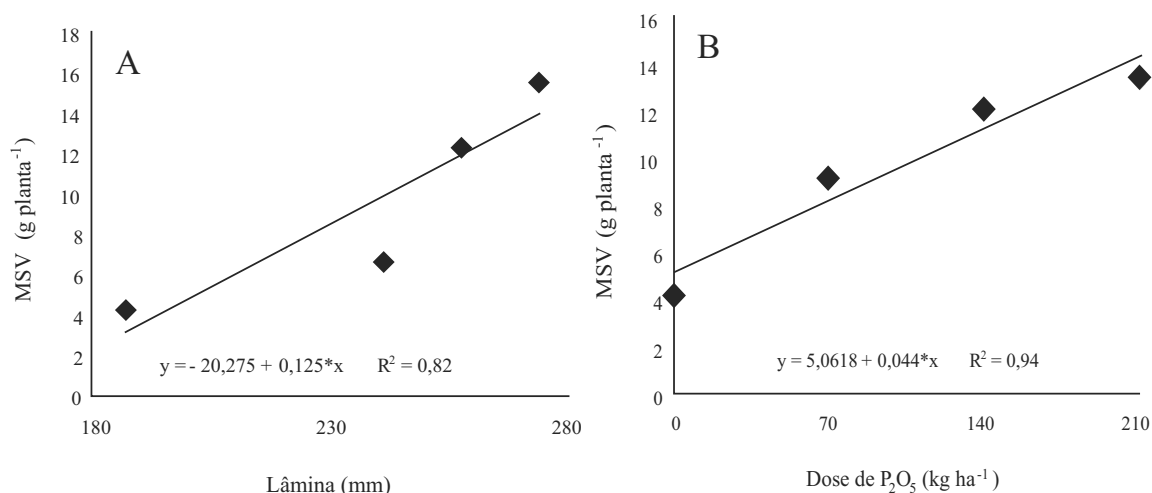 A
MSV (g planta⁻¹)
18
16
14
12
10
8
6
4
2
0
y = - 20,275 + 0,125*x R² = 0,82
180 230 280
Lâmina (mm)
B
MSV (g planta⁻¹)
16
14
12
10
8
6
4
2
0
y = 5,0618 + 0,044*x R² = 0,94
0 70 140 210
Dose de P₂O₅ (kg ha⁻¹)